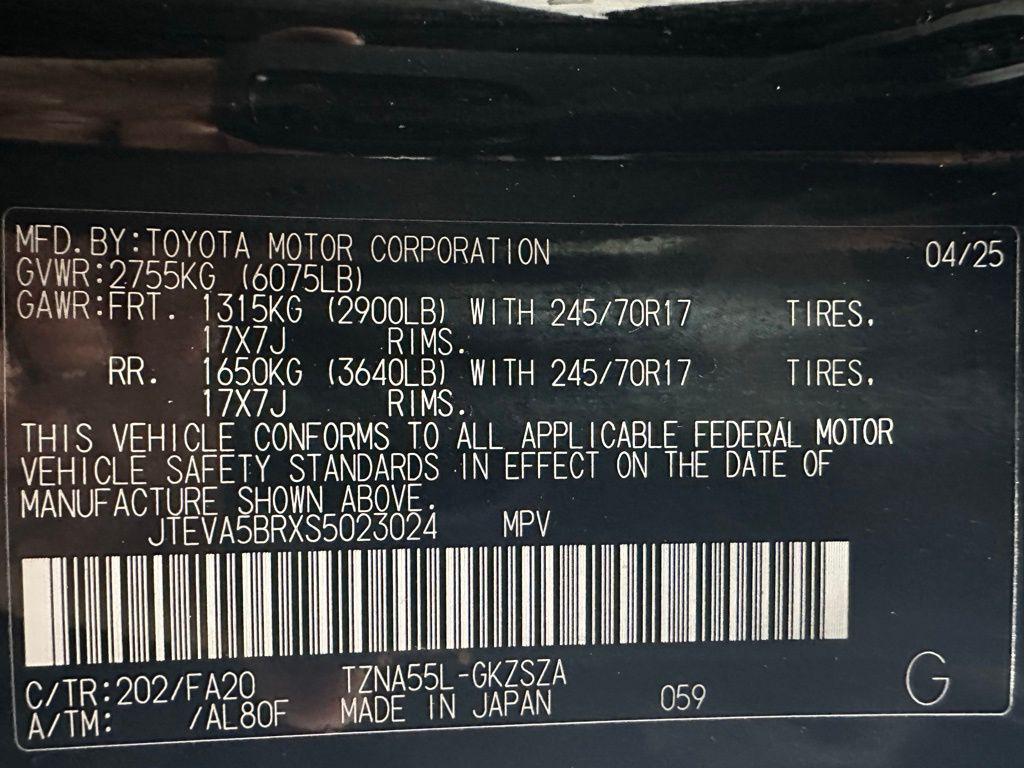 MFD.BY:TOYOTA MOTOR CORPORATION 04/25
GVWR:2755KG (6075LB)
GAWR:FRT. 1315KG (2900LB) WITH 245/70R17 TIRES,
17X7J RIMS.
RR. 1650KG (3640LB) WITH 245/70R17 TIRES,
17X7J RIMS.
THIS VEHICLE CONFORMS TO ALL APPLICABLE FEDERAL MOTOR
VEHICLE SAFETY STANDARDS IN EFFECT ON THE DATE OF
MANUFACTURE SHOWN ABOVE.
JTEVA5BRXS5023024 MPV
C/TR:202/FA20 TZNA55L-GKZSZA
A/TM: /AL80F MADE IN JAPAN 059 G